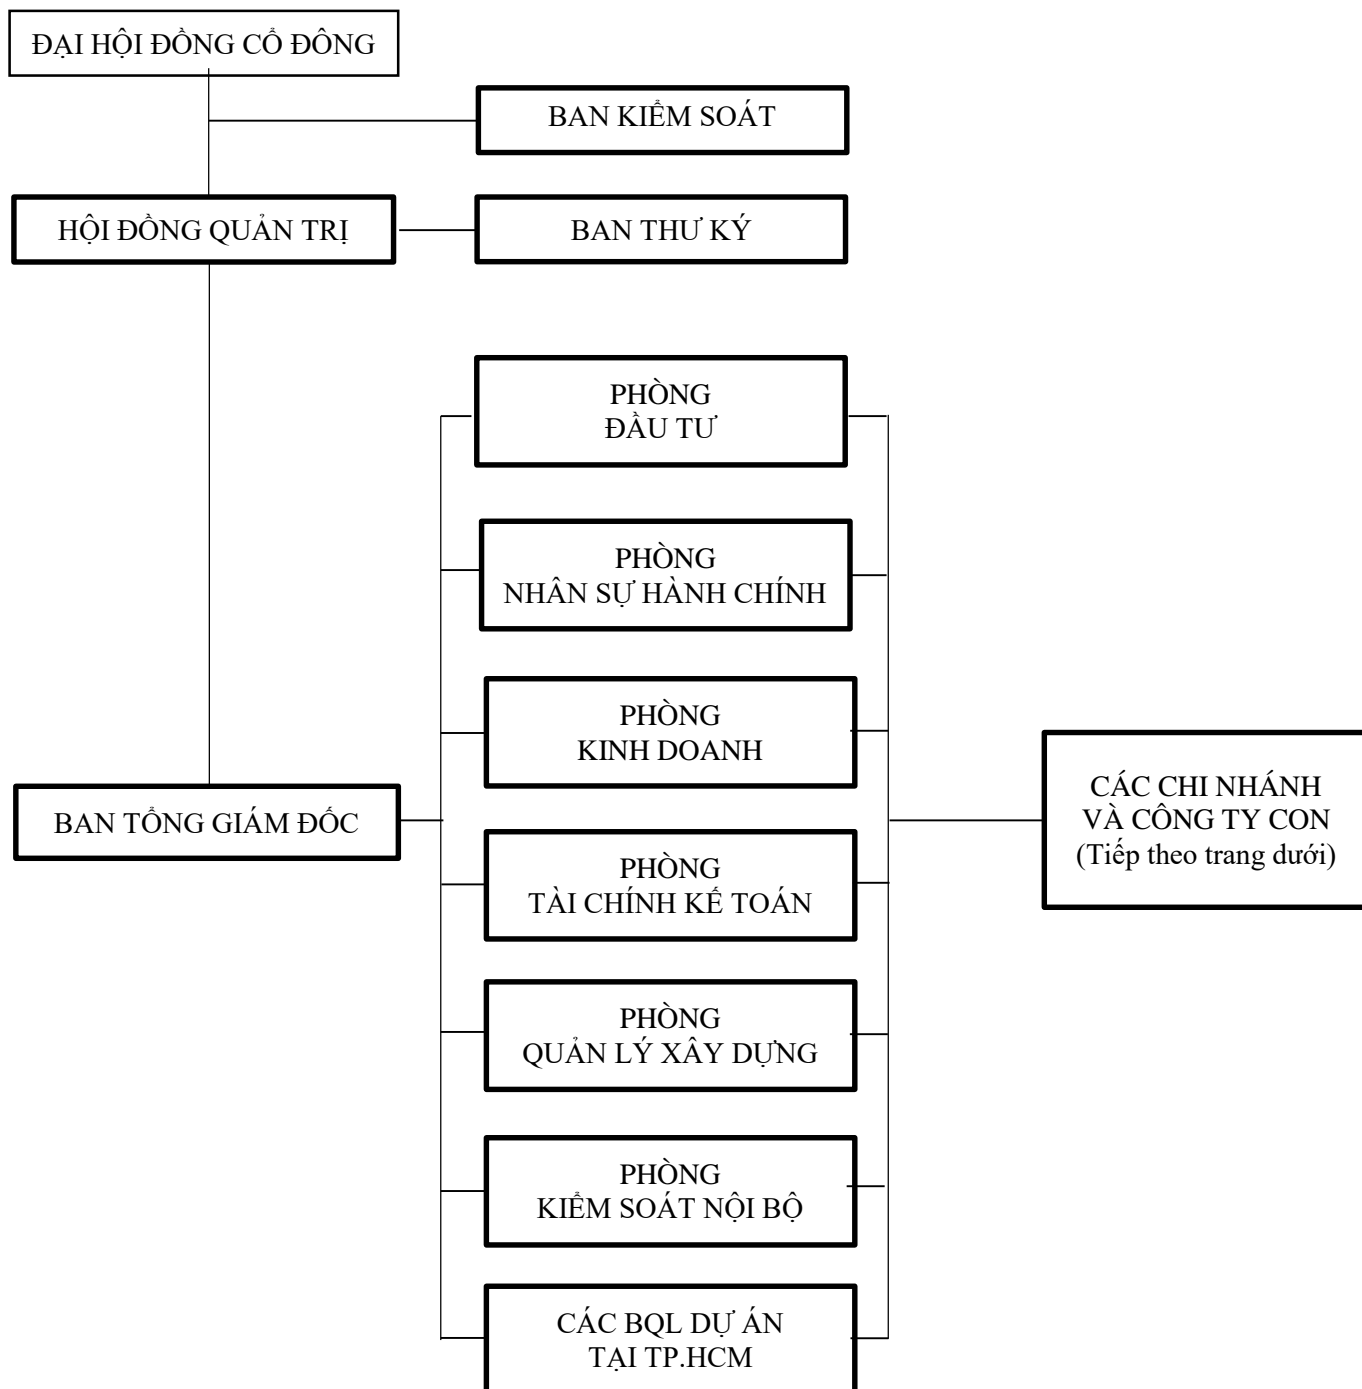 ĐẠI HỘI ĐỒNG CỔ ĐÔNG
BAN KIỂM SOÁT
HỘI ĐỒNG QUẢN TRỊ
BAN THƯ KÝ
PHÒNG
ĐẦU TƯ
PHÒNG
NHÂN SỰ HÀNH CHÍNH
PHÒNG
KINH DOANH
BAN TỔNG GIÁM ĐỐC
CÁC CHI NHÁNH
VÀ CÔNG TY CON
(Tiếp theo trang dưới)
PHÒNG
TÀI CHÍNH KẾ TOÁN
PHÒNG
QUẢN LÝ XÂY DỰNG
PHÒNG
KIỂM SOÁT NỘI BỘ
CÁC BQL DỰ ÁN
TẠI TP.HCM